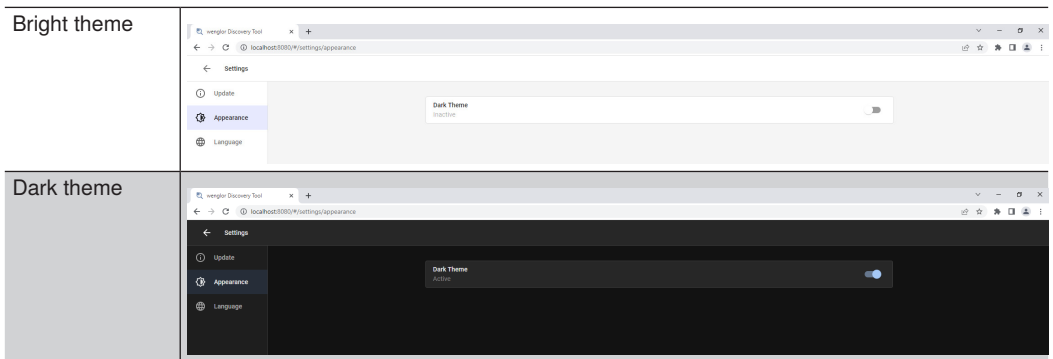 Bright theme
wenglor Discovery Tool
localhost:8080/#/settings/appearance
Settings
Update
Appearance
Language
Dark Theme
Inactive
Dark theme
wenglor Discovery Tool
localhost:8080/#/settings/appearance
Settings
Update
Appearance
Language
Dark Theme
Active